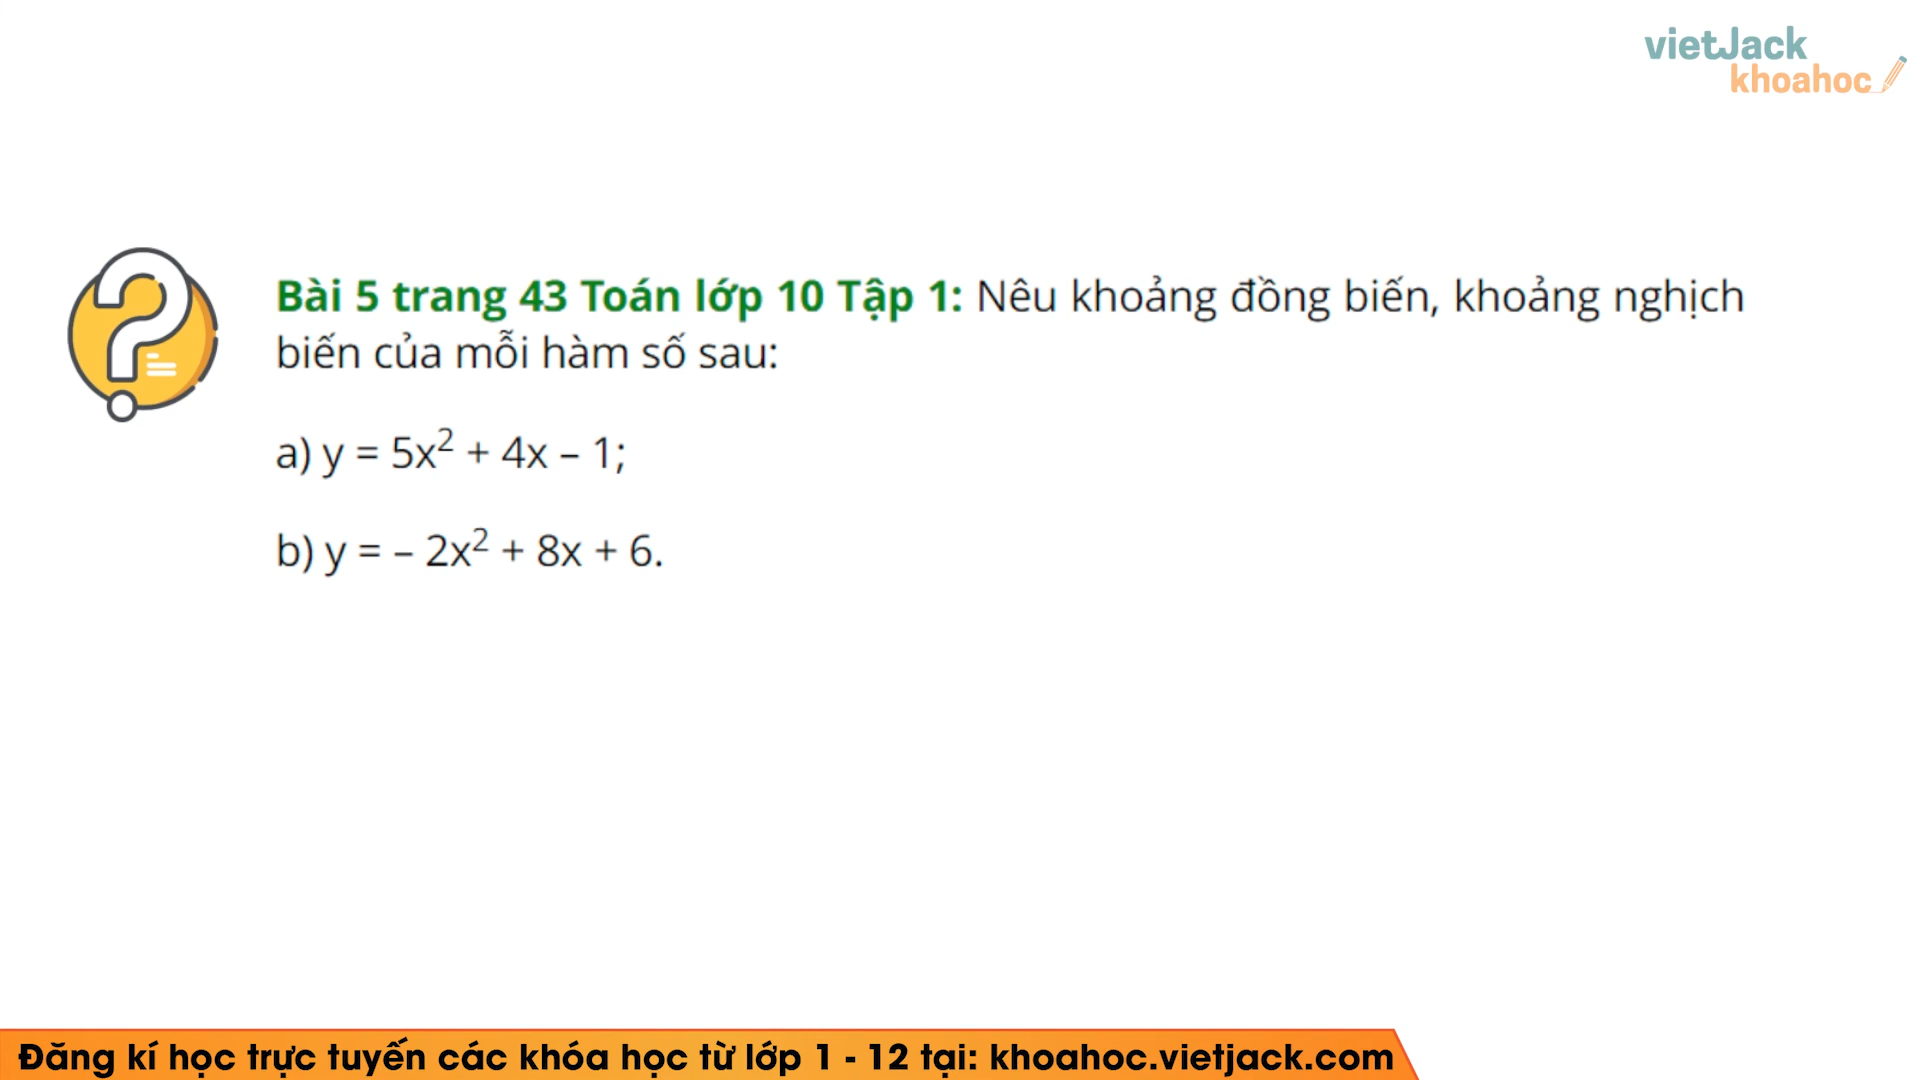 vietJack
khoahoc
Bài 5 trang 43 Toán lớp 10 Tập 1: Nêu khoảng đồng biến, khoảng nghịch
biến của mỗi hàm số sau:
a) y = 5x² + 4x – 1;
b) y = – 2x² + 8x + 6.
Đăng kí học trực tuyến các khóa học từ lớp 1 - 12 tại: khoahoc.vietjack.com